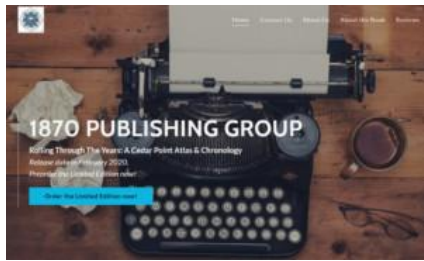 Home Contact Us About Us About the Book Reviews
1870 PUBLISHING GROUP
Rolling Through The Years: A Cedar Point Atlas & Chronology
Release date in February 2020.
Preorder the Limited Edition now!
Order the Limited Edition now!